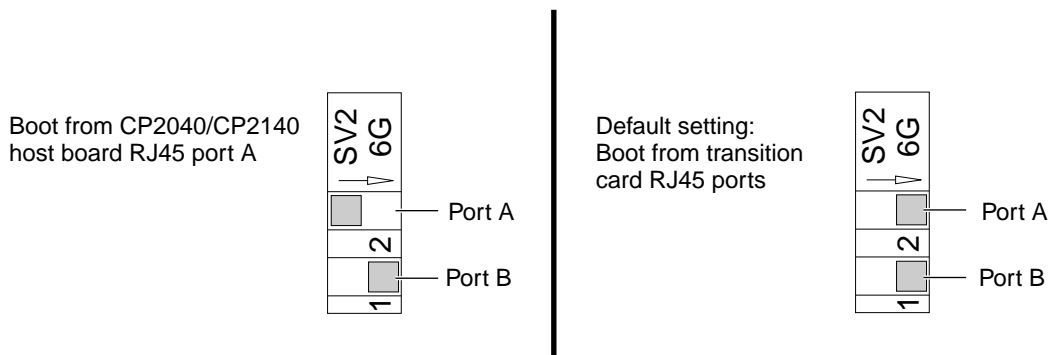 Boot from CP2040/CP2140
host board RJ45 port A
SV2
6G
Port A
2
Port B
1
Default setting:
Boot from transition
card RJ45 ports
SV2
6G
Port A
2
Port B
1